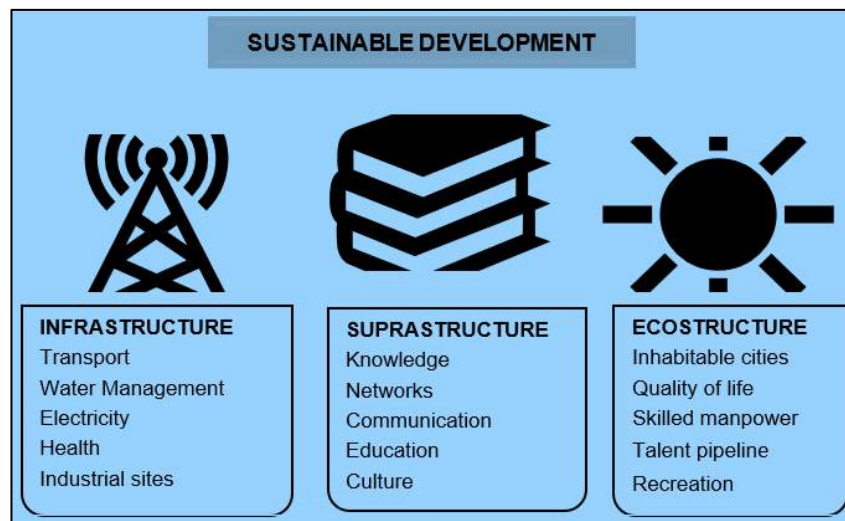 SUSTAINABLE DEVELOPMENT
INFRASTRUCTURE
Transport
Water Management
Electricity
Health
Industrial sites
SUPRASTRUCTURE
Knowledge
Networks
Communication
Education
Culture
ECOSTRUCTURE
Inhabitable cities
Quality of life
Skilled manpower
Talent pipeline
Recreation